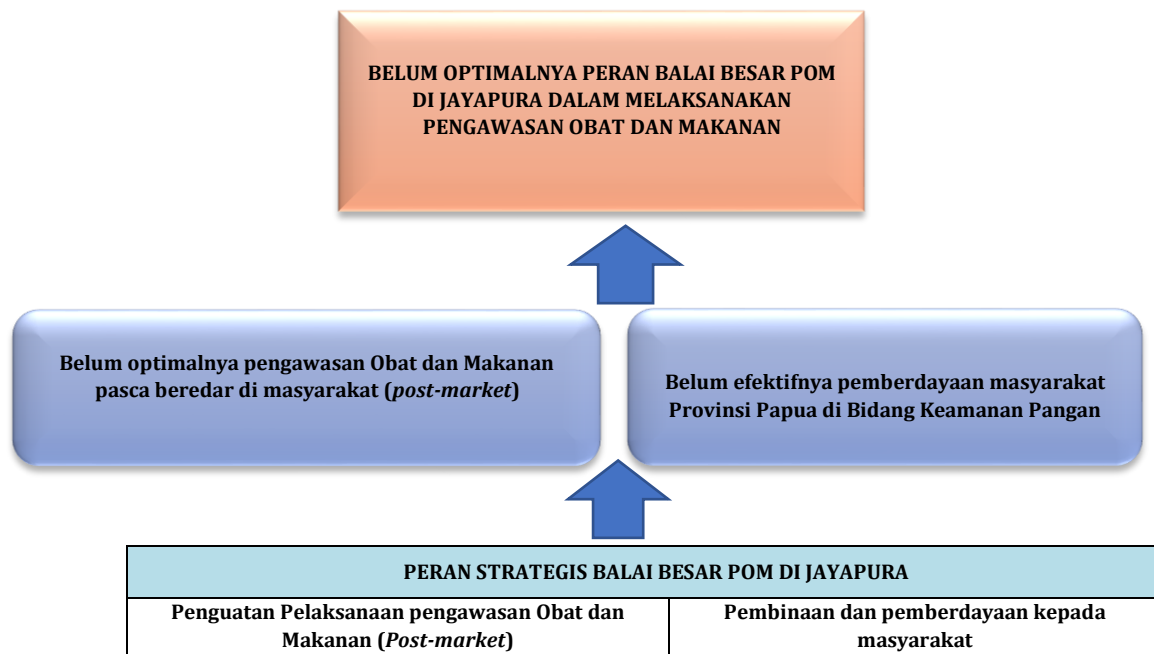 BELUM OPTIMALNYA PERAN BALAI BESAR POM
DI JAYAPURA DALAM MELAKSANAKAN
PENGAWASAN OBAT DAN MAKANAN
Belum optimalnya pengawasan Obat dan Makanan
pasca beredar di masyarakat (post-market)
Belum efektifnya pemberdayaan masyarakat
Provinsi Papua di Bidang Keamanan Pangan
PERAN STRATEGIS BALAI BESAR POM DI JAYAPURA
Penguatan Pelaksanaan pengawasan Obat dan
Makanan (Post-market)
Pembinaan dan pemberdayaan kepada
masyarakat